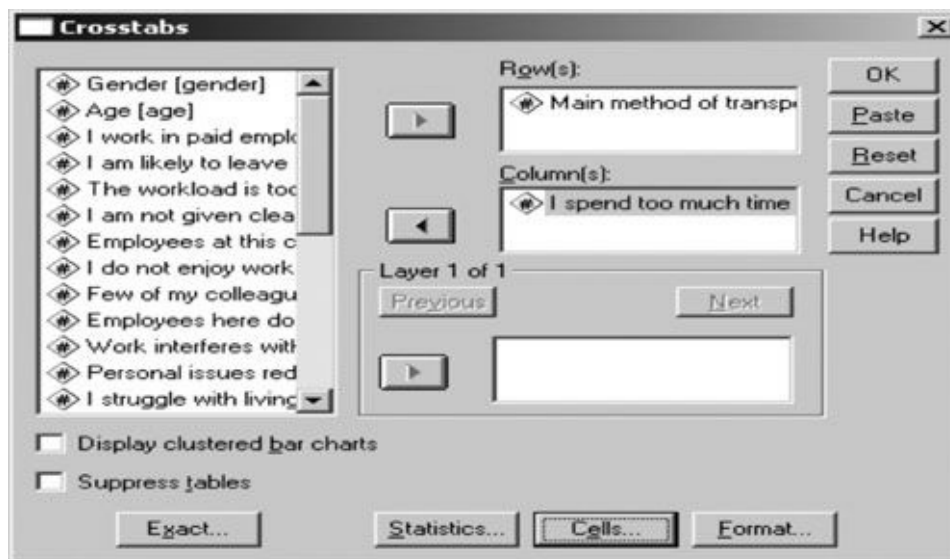 Crosstabs
Gender [gender]
Age [age]
I work in paid emplo
I am likely to leave
The workload is too
I am not given clea
Employees at this c
I do not enjoy work
Few of my colleagu
Employees here do
Work interferes with
Personal issues red
I struggle with living
Row(s):
Main method of transp
Column(s):
I spend too much time
Layer 1 of 1
Previous
Next
OK
Paste
Reset
Cancel
Help
Display clustered bar charts
Suppress tables
Exact...
Statistics...
Cells...
Format...